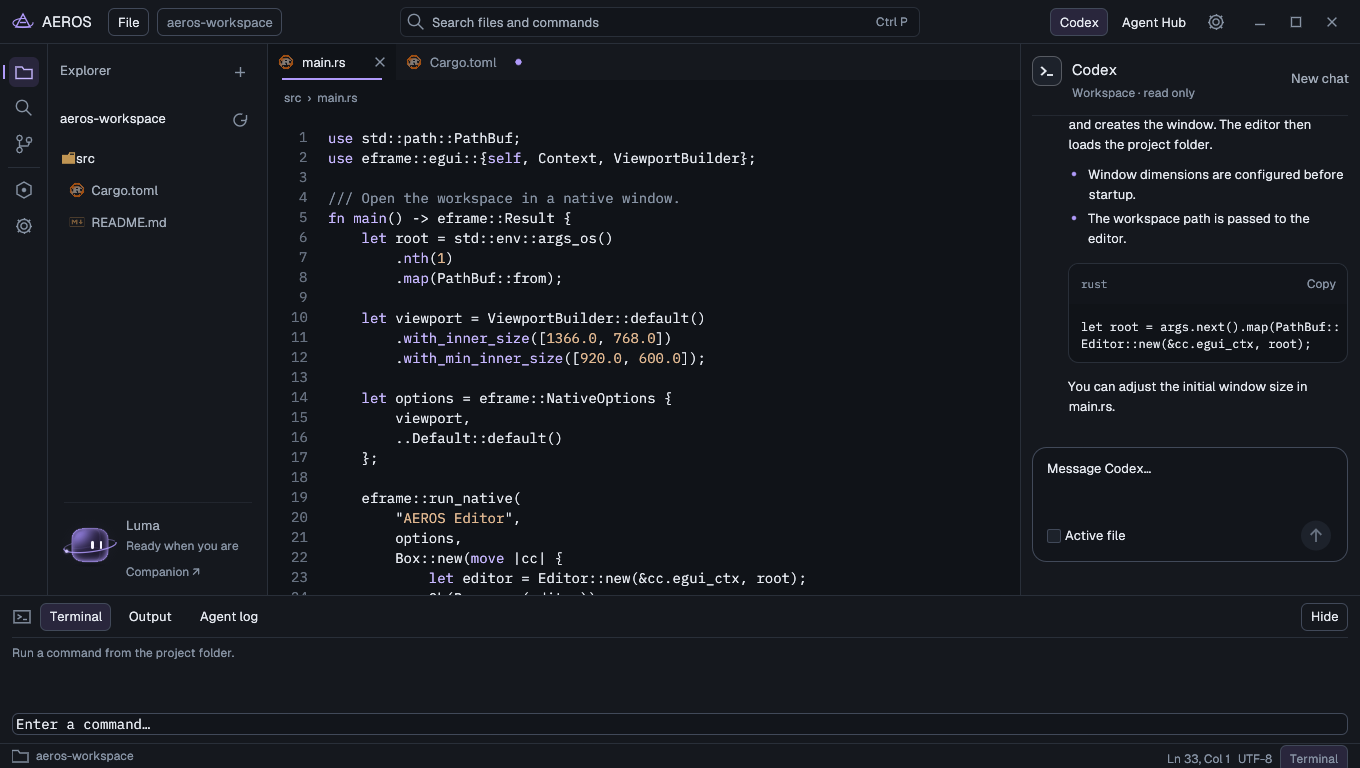 AEROS File aeros-workspace Search files and commands Ctrl P Codex Agent Hub
Explorer
aeros-workspace
src
Cargo.toml
README.md
Luma
Ready when you are
Companion ↗
main.rs Cargo.toml
src › main.rs
1 use std::path::PathBuf;
2 use eframe::egui::{self, Context, ViewportBuilder};
3
4 /// Open the workspace in a native window.
5 fn main() -> eframe::Result {
6 let root = std::env::args_os()
7 .nth(1)
8 .map(PathBuf::from);
9
10 let viewport = ViewportBuilder::default()
11 .with_inner_size([1366.0, 768.0])
12 .with_min_inner_size([920.0, 600.0]);
13
14 let options = eframe::NativeOptions {
15 viewport,
16 ..Default::default()
17 };
18
19 eframe::run_native(
20 "AEROS Editor",
21 options,
22 Box::new(move |cc| {
23 let editor = Editor::new(&cc.egui_ctx, root);
Codex
Workspace · read only
New chat
and creates the window. The editor then
loads the project folder.
• Window dimensions are configured before
startup.
• The workspace path is passed to the
editor.
rust Copy
let root = args.next().map(PathBuf::
Editor::new(&cc.egui_ctx, root);
You can adjust the initial window size in
main.rs.
Message Codex…
Active file
Terminal Output Agent log Hide
Run a command from the project folder.
Enter a command…
aeros-workspace Ln 33, Col 1 UTF-8 Terminal